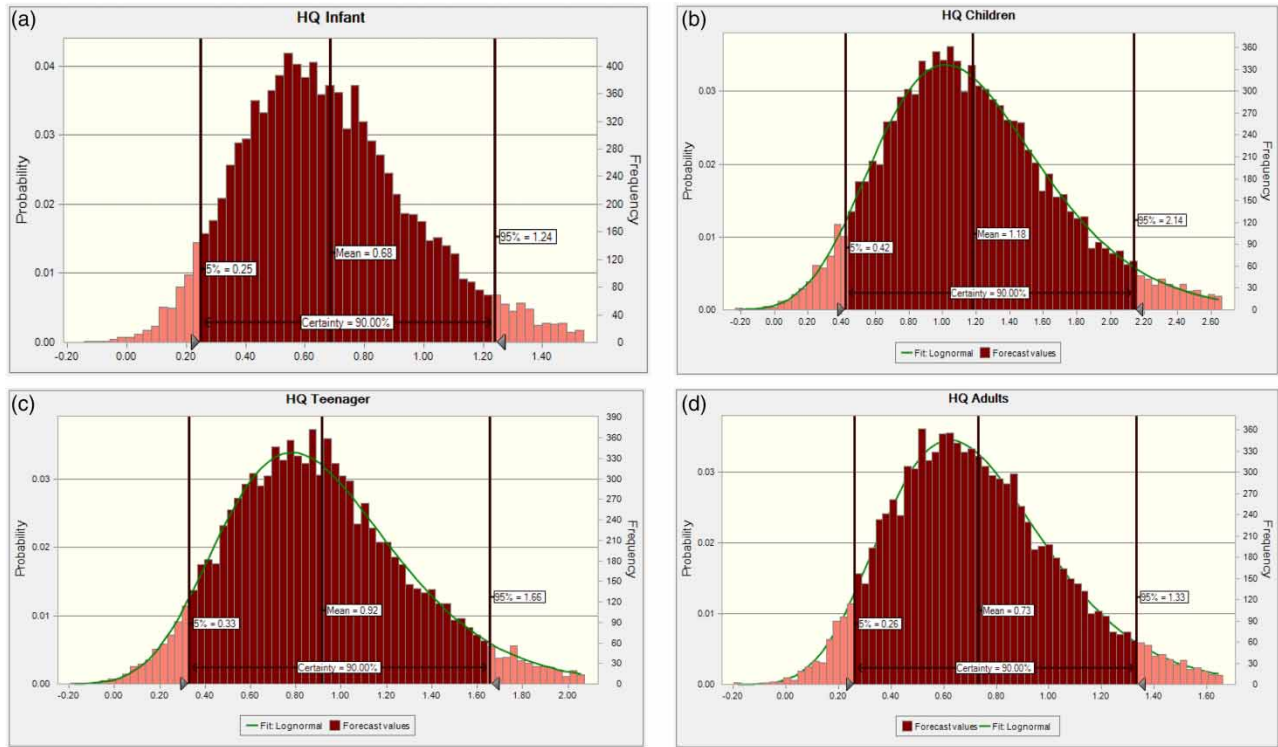 (a)
HQ Infant
Probability
0.04
0.03
0.02
0.01
0.00
400
360
320
280
240
200
160
120
80
40
0
Frequency
5% = 0.25
Mean = 0.68
95% = 1.24
Certainty = 90.00%
-0.20 0.00 0.20 0.40 0.60 0.80 1.00 1.20 1.40
(b)
HQ Children
Probability
0.03
0.02
0.01
0.00
360
330
300
270
240
210
180
150
120
90
60
30
0
Frequency
5% = 0.42
Mean = 1.18
95% = 2.14
Certainty = 90.00%
-0.20 0.00 0.20 0.40 0.60 0.80 1.00 1.20 1.40 1.60 1.80 2.00 2.20 2.40 2.60
Fit: Lognormal Forecast values
(c)
HQ Teenager
Probability
0.03
0.02
0.01
0.00
390
360
330
300
270
240
210
180
150
120
90
60
30
0
Frequency
5% = 0.33
Mean = 0.92
95% = 1.66
Certainty = 90.00%
-0.20 0.00 0.20 0.40 0.60 0.80 1.00 1.20 1.40 1.60 1.80 2.00
Fit: Lognormal Forecast values
(d)
HQ Adults
Probability
0.03
0.02
0.01
0.00
360
330
300
270
240
210
180
150
120
90
60
30
0
Frequency
5% = 0.26
Mean = 0.73
95% = 1.33
Certainty = 90.00%
-0.20 0.00 0.20 0.40 0.60 0.80 1.00 1.20 1.40 1.60
Forecast values Fit: Lognormal